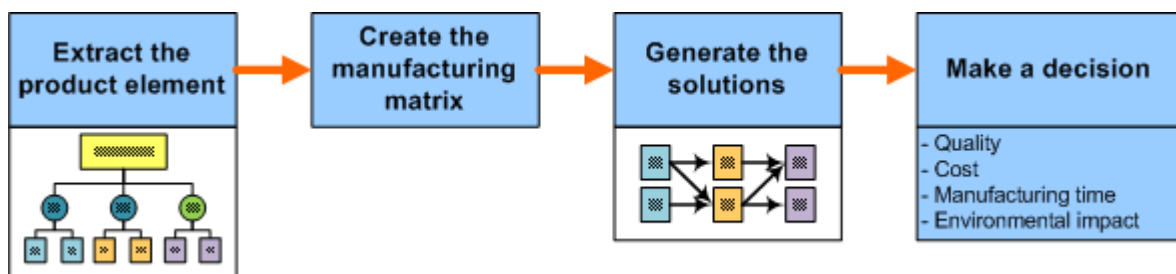 Extract the
product element
Create the
manufacturing
matrix
Generate the
solutions
Make a decision
- Quality
- Cost
- Manufacturing time
- Environmental impact